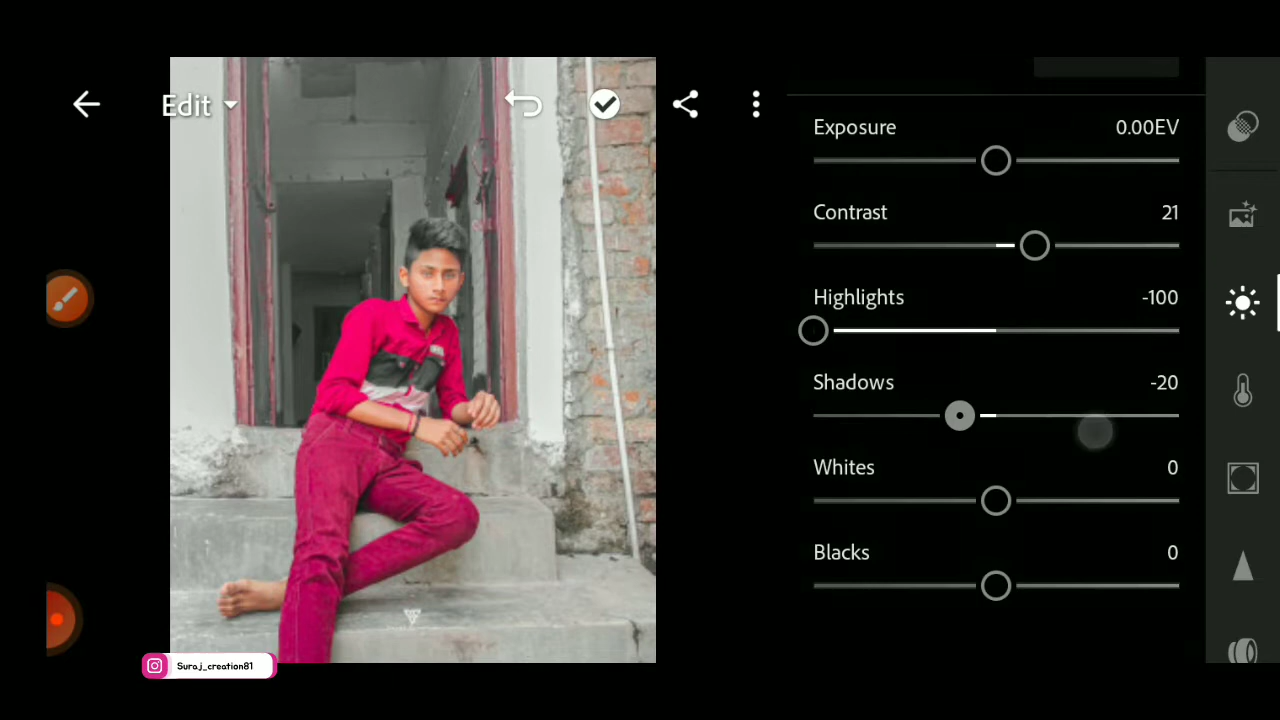 Edit
Exposure 0.00EV
Contrast 21
Highlights -100
Shadows -20
Whites 0
Blacks 0
Suraj_creation81